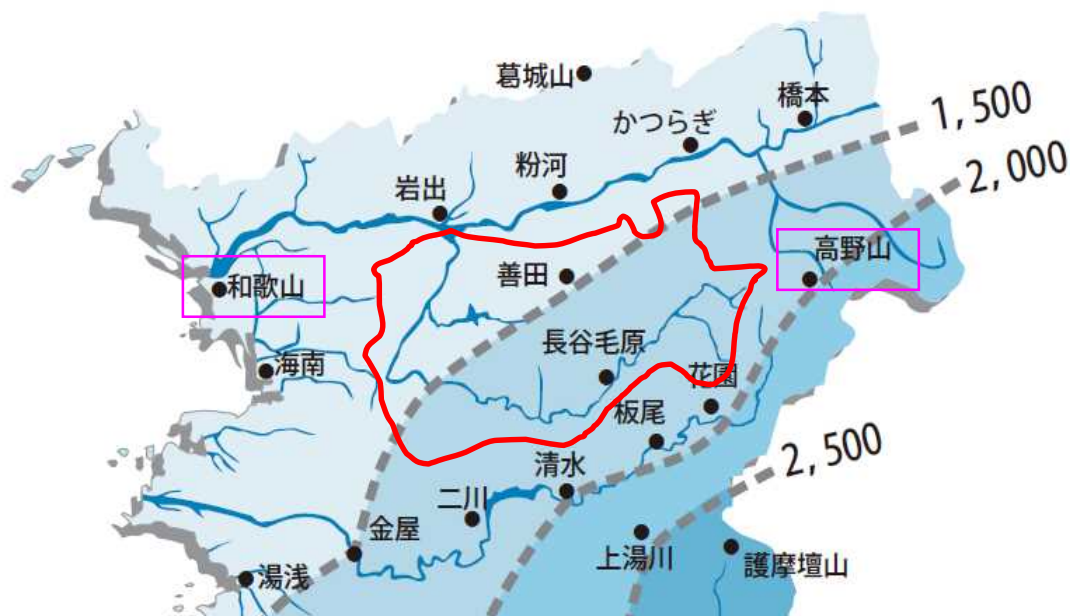 葛城山
橋本
1,500
かつらぎ
2,000
粉河
岩出
高野山
善田
和歌山
長谷毛原
海南
花園
板尾
2,500
清水
二川
金屋
上湯川
護摩壇山
湯浅